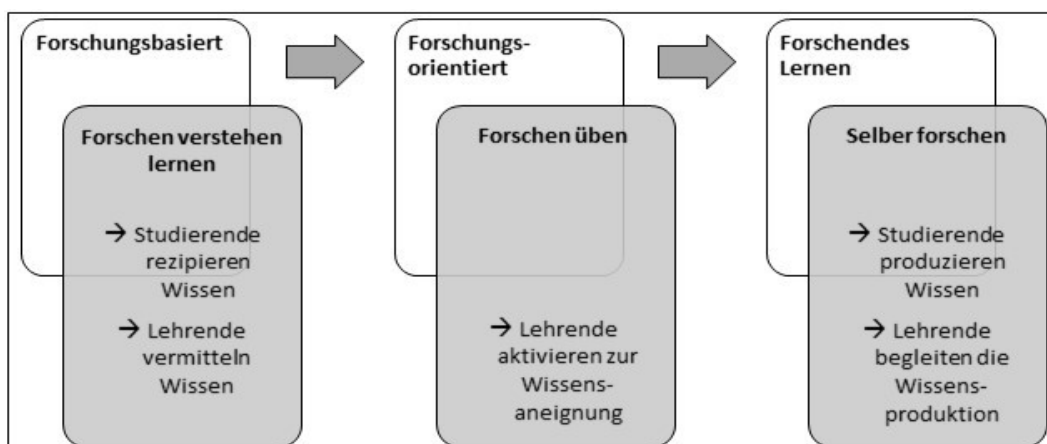 Forschungsbasiert
Forschen verstehen
lernen
→ Studierende
rezipieren
Wissen
→ Lehrende
vermitteln
Wissen
Forschungs-
orientiert
Forschen üben
→ Lehrende
aktivieren zur
Wissens-
aneignung
Forschendes
Lernen
Selber forschen
→ Studierende
produzieren
Wissen
→ Lehrende
begleiten die
Wissens-
produktion